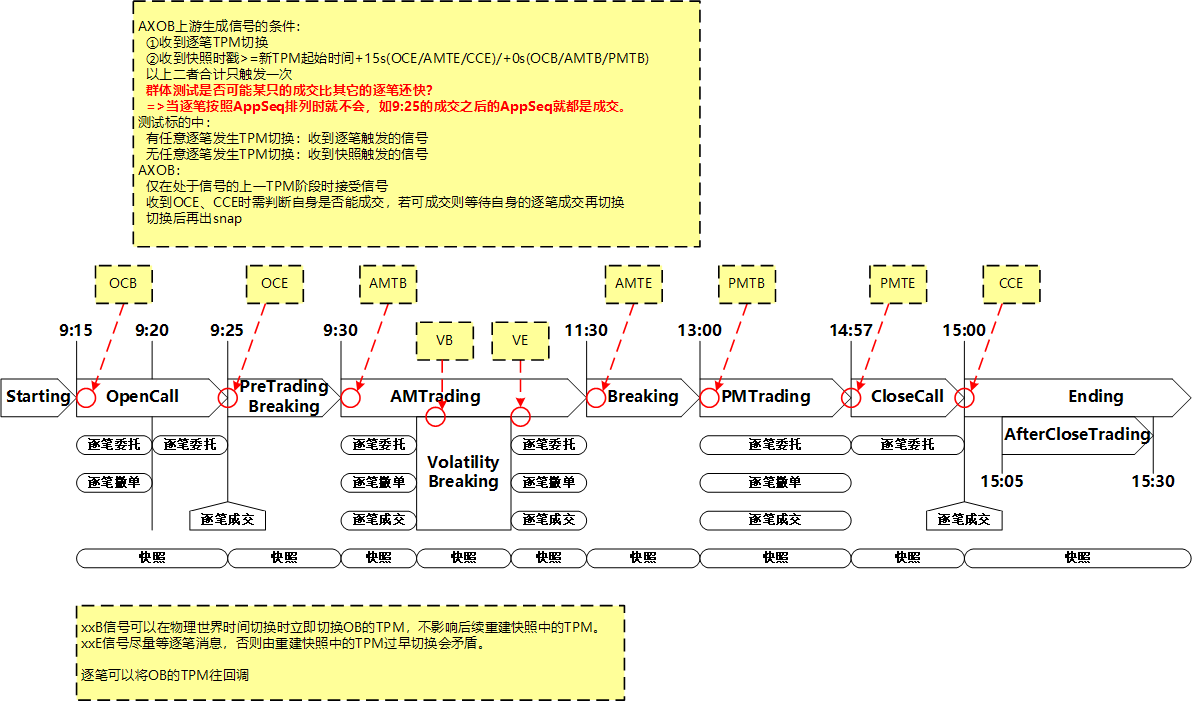 AXOB上游生成信号的条件：
①收到逐笔TPM切换
②收到快照时戳>=新TPM起始时间+15s(OCE/AMTE/CCE)/+0s(OCB/AMTB/PMTB)
以上二者合计只触发一次
群体测试是否可能某只的成交比其它的逐笔还快？
=>当逐笔按照AppSeq排列时就不会，如9:25的成交之后的AppSeq就都是成交。
测试标的中：
有任意逐笔发生TPM切换：收到逐笔触发的信号
无任意逐笔发生TPM切换：收到快照触发的信号
AXOB：
仅在处于信号的上一TPM阶段时接受信号
收到OCE、CCE时需判断自身是否能成交，若可成交则等待自身的逐笔成交再切换
切换后再出snap
OCB OCE AMTB AMTE PMTB PMTE CCE
VB VE
9:15 9:20 9:25 9:30 11:30 13:00 14:57 15:00
Starting OpenCall PreTrading Breaking AMTrading Breaking PMTrading CloseCall Ending
AfterCloseTrading
逐笔委托 逐笔委托 逐笔委托 逐笔委托 逐笔委托 逐笔委托
Volatility Breaking
逐笔撤单 逐笔撤单 逐笔撤单 逐笔撤单
15:05 15:30
逐笔成交 逐笔成交 逐笔成交 逐笔成交 逐笔成交
快照 快照 快照 快照 快照 快照 快照 快照 快照
xxB信号可以在物理世界时间切换时立即切换OB的TPM，不影响后续重建快照中的TPM。
xxE信号尽量等逐笔消息，否则由重建快照中的TPM过早切换会矛盾。
逐笔可以将OB的TPM往回调